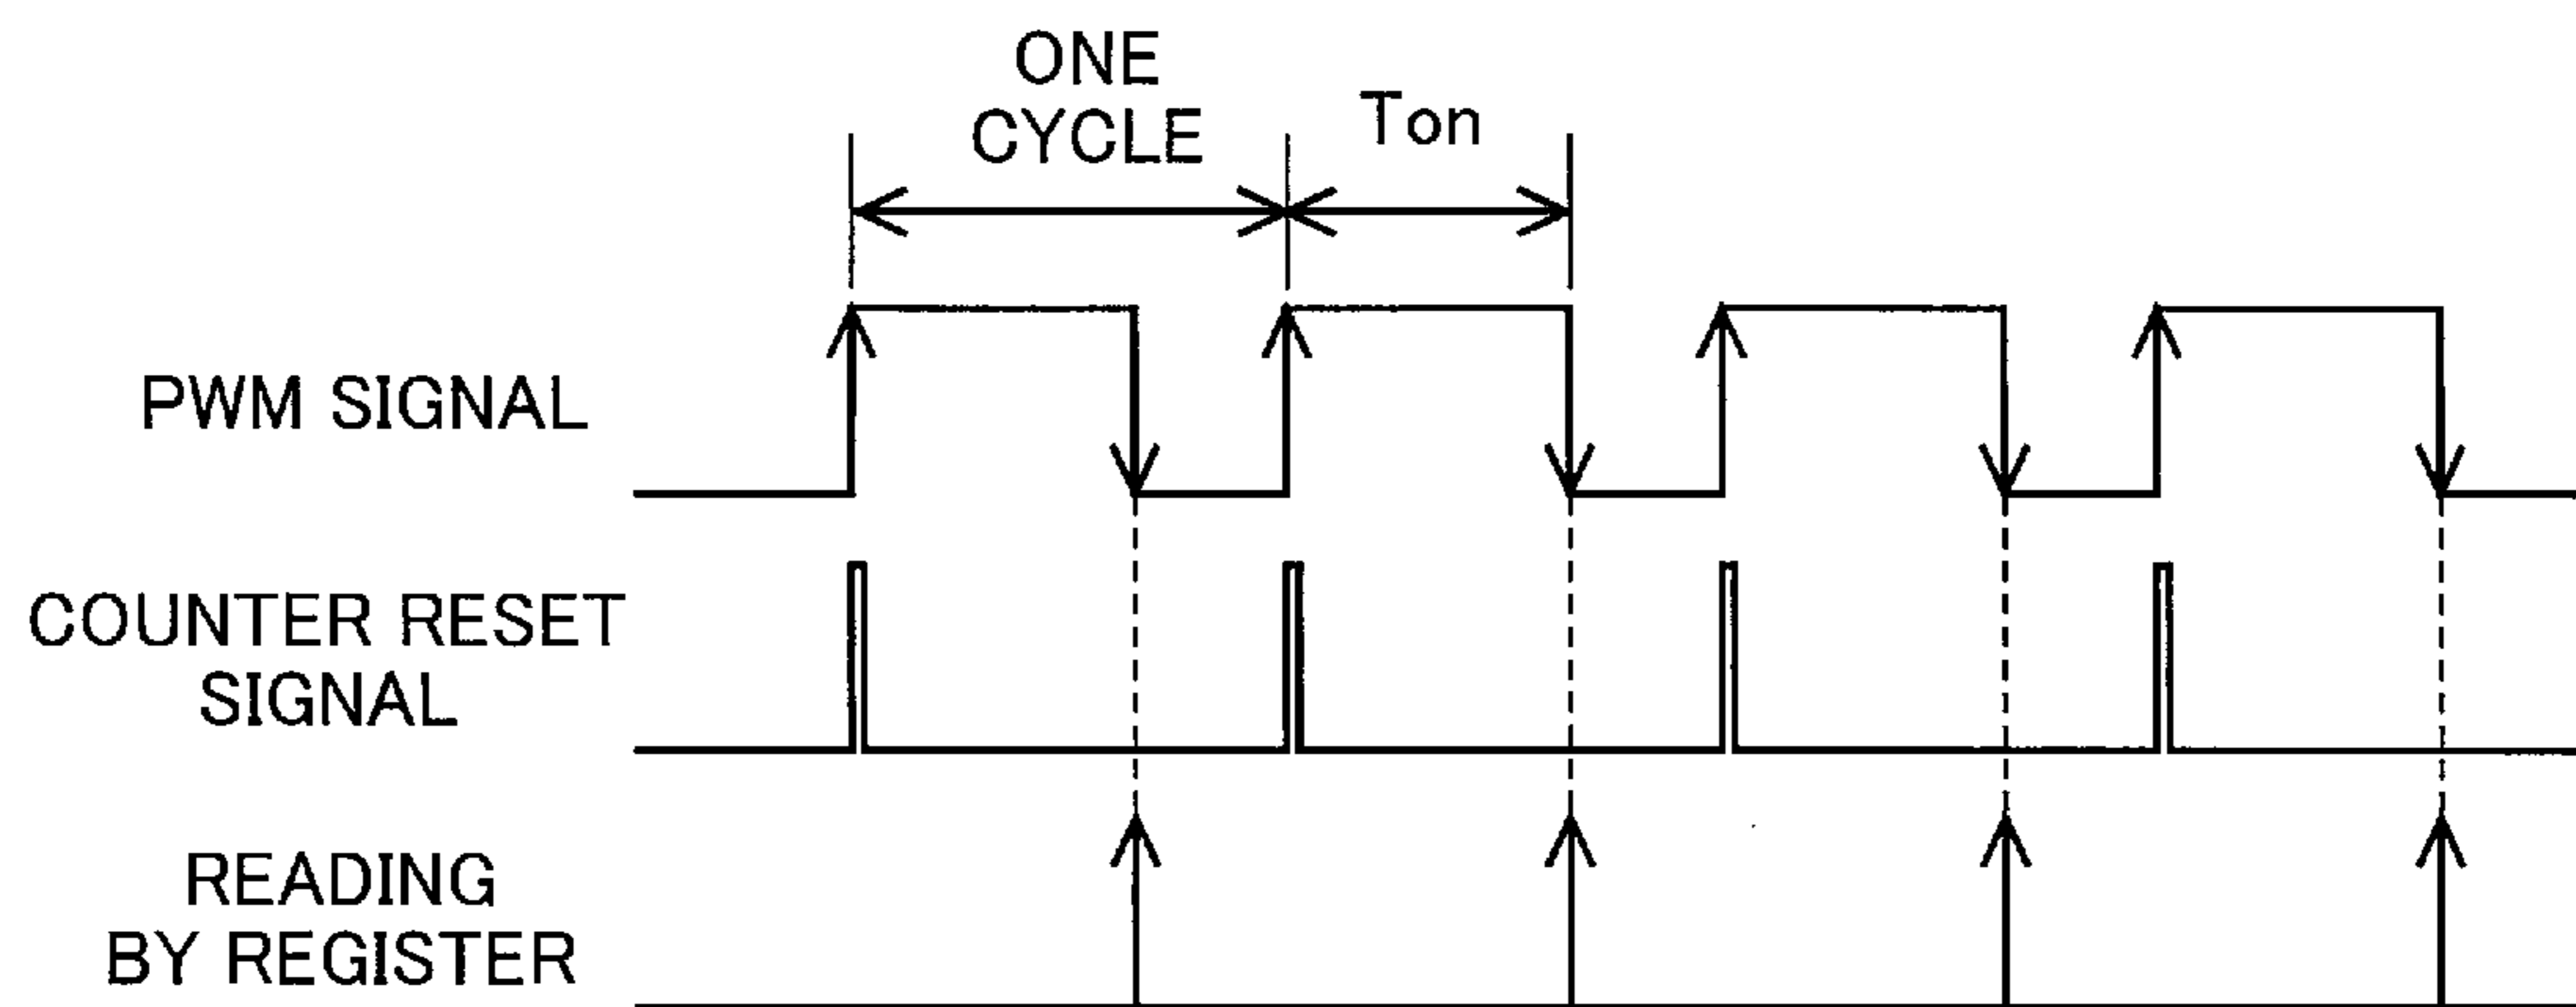 ONE
CYCLE
Ton
PWM SIGNAL
COUNTER RESET
SIGNAL
READING
BY REGISTER